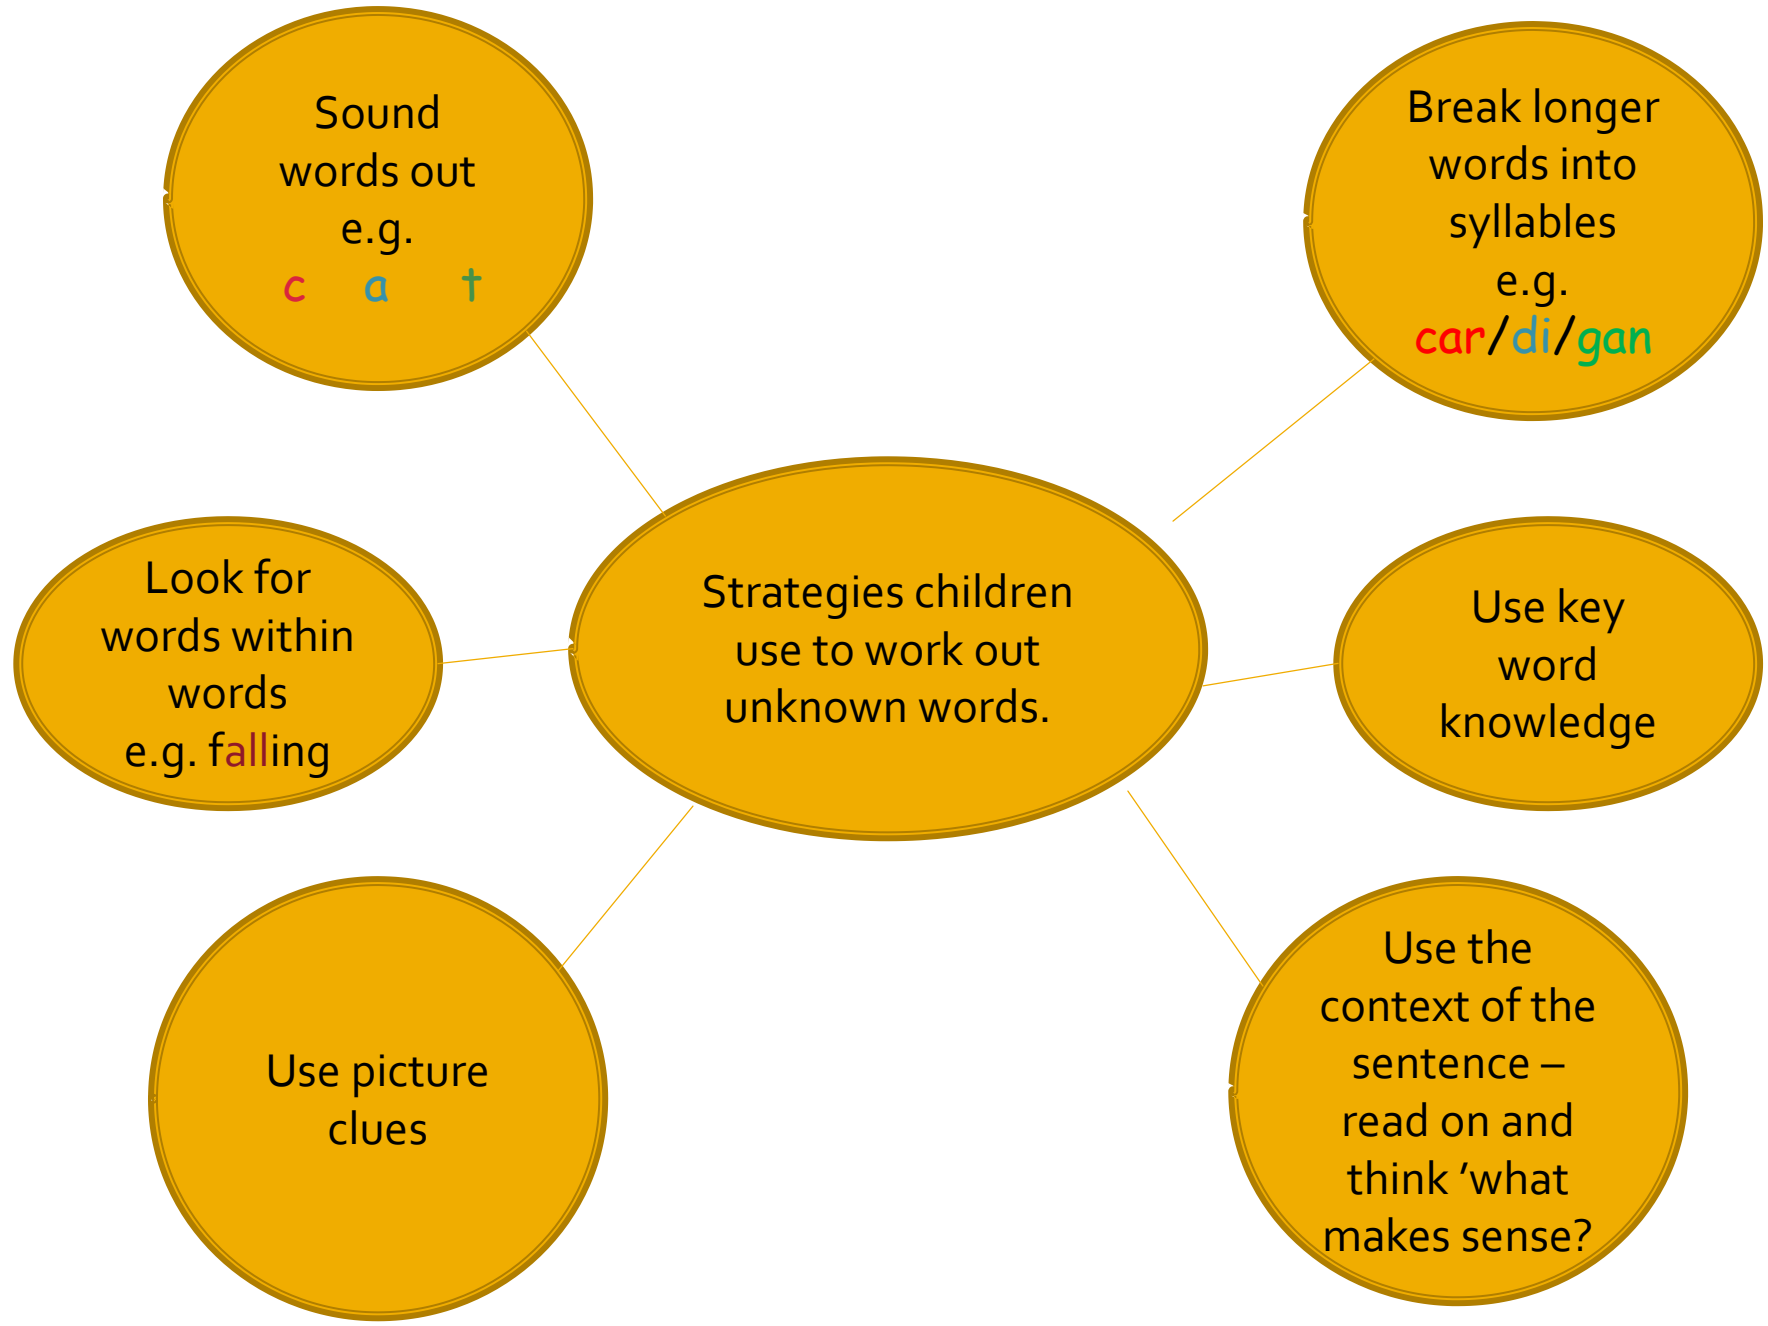 Sound
words out
e.g.
c a t
Break longer
words into
syllables
e.g.
car/di/gan
Look for
words within
words
e.g. falling
Strategies children
use to work out
unknown words.
Use key
word
knowledge
Use picture
clues
Use the
context of the
sentence –
read on and
think ‘what
makes sense?